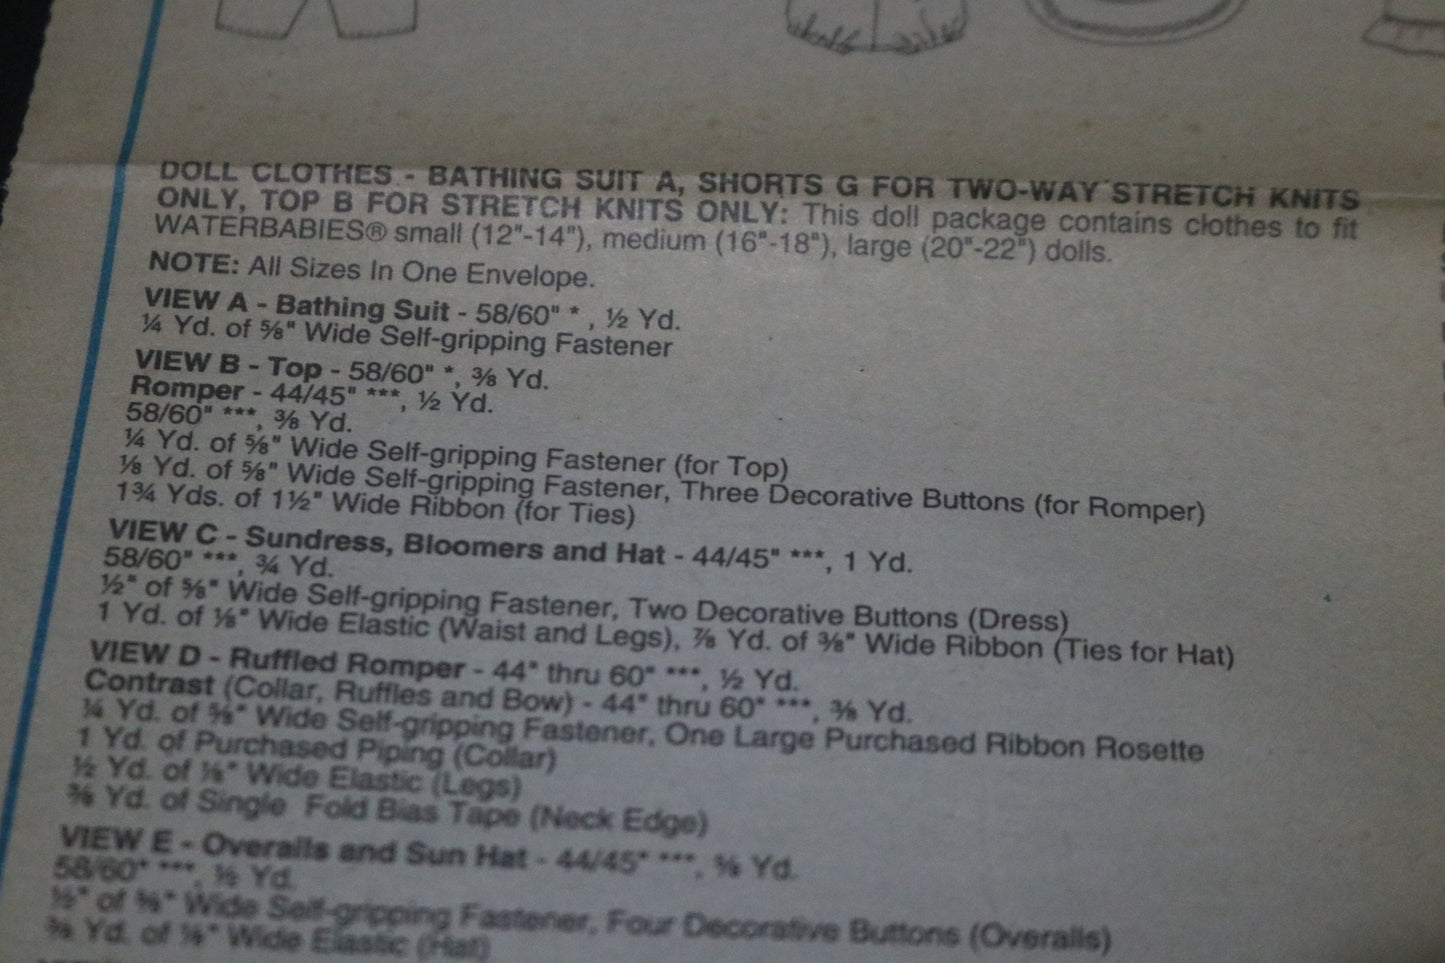 DOLL CLOTHES - BATHING SUIT A, SHORTS G FOR TWO-WAY STRETCH KNITS
ONLY, TOP B FOR STRETCH KNITS ONLY: This doll package contains clothes to fit
WATERBABIES® small (12"-14"), medium (16"-18"), large (20"-22") dolls.
NOTE: All Sizes In One Envelope.
VIEW A - Bathing Suit - 58/60" * , ½ Yd.
¼ Yd. of ⅝" Wide Self-gripping Fastener
VIEW B - Top - 58/60" *, ⅜ Yd.
Romper - 44/45" ***, ½ Yd.
58/60" ***, ⅜ Yd.
¼ Yd. of ⅝" Wide Self-gripping Fastener (for Top)
⅛ Yd. of ⅝" Wide Self-gripping Fastener, Three Decorative Buttons (for Romper)
1¾ Yds. of 1½" Wide Ribbon (for Ties)
VIEW C - Sundress, Bloomers and Hat - 44/45" ***, 1 Yd.
58/60" ***, ¾ Yd.
½" of ⅝" Wide Self-gripping Fastener, Two Decorative Buttons (Dress)
1 Yd. of ⅛" Wide Elastic (Waist and Legs), ⅞ Yd. of ⅜" Wide Ribbon (Ties for Hat)
VIEW D - Ruffled Romper - 44" thru 60" ***, ½ Yd.
Contrast (Collar, Ruffles and Bow) - 44" thru 60" ***, ⅜ Yd.
¼ Yd. of ⅝" Wide Self-gripping Fastener, One Large Purchased Ribbon Rosette
1 Yd. of Purchased Piping (Collar)
½ Yd. of ⅛" Wide Elastic (Legs)
⅜ Yd. of Single Fold Bias Tape (Neck Edge)
VIEW E - Overalls and Sun Hat - 44/45" ***, Yd.
58/60" ***, Yd.
½" of ⅝" Wide Self-gripping Fastener, Four Decorative Buttons (Overalls)
Yd. of ⅛" Wide Elastic (Hat)